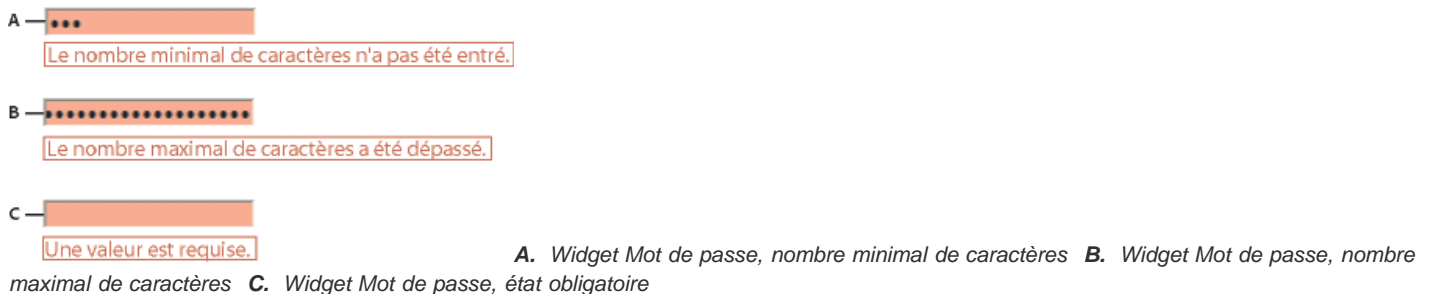 A
•••
Le nombre minimal de caractères n'a pas été entré.
B
••••••••••••••••••
Le nombre maximal de caractères a été dépassé.
C
Une valeur est requise.
A. Widget Mot de passe, nombre minimal de caractères B. Widget Mot de passe, nombre
maximal de caractères C. Widget Mot de passe, état obligatoire